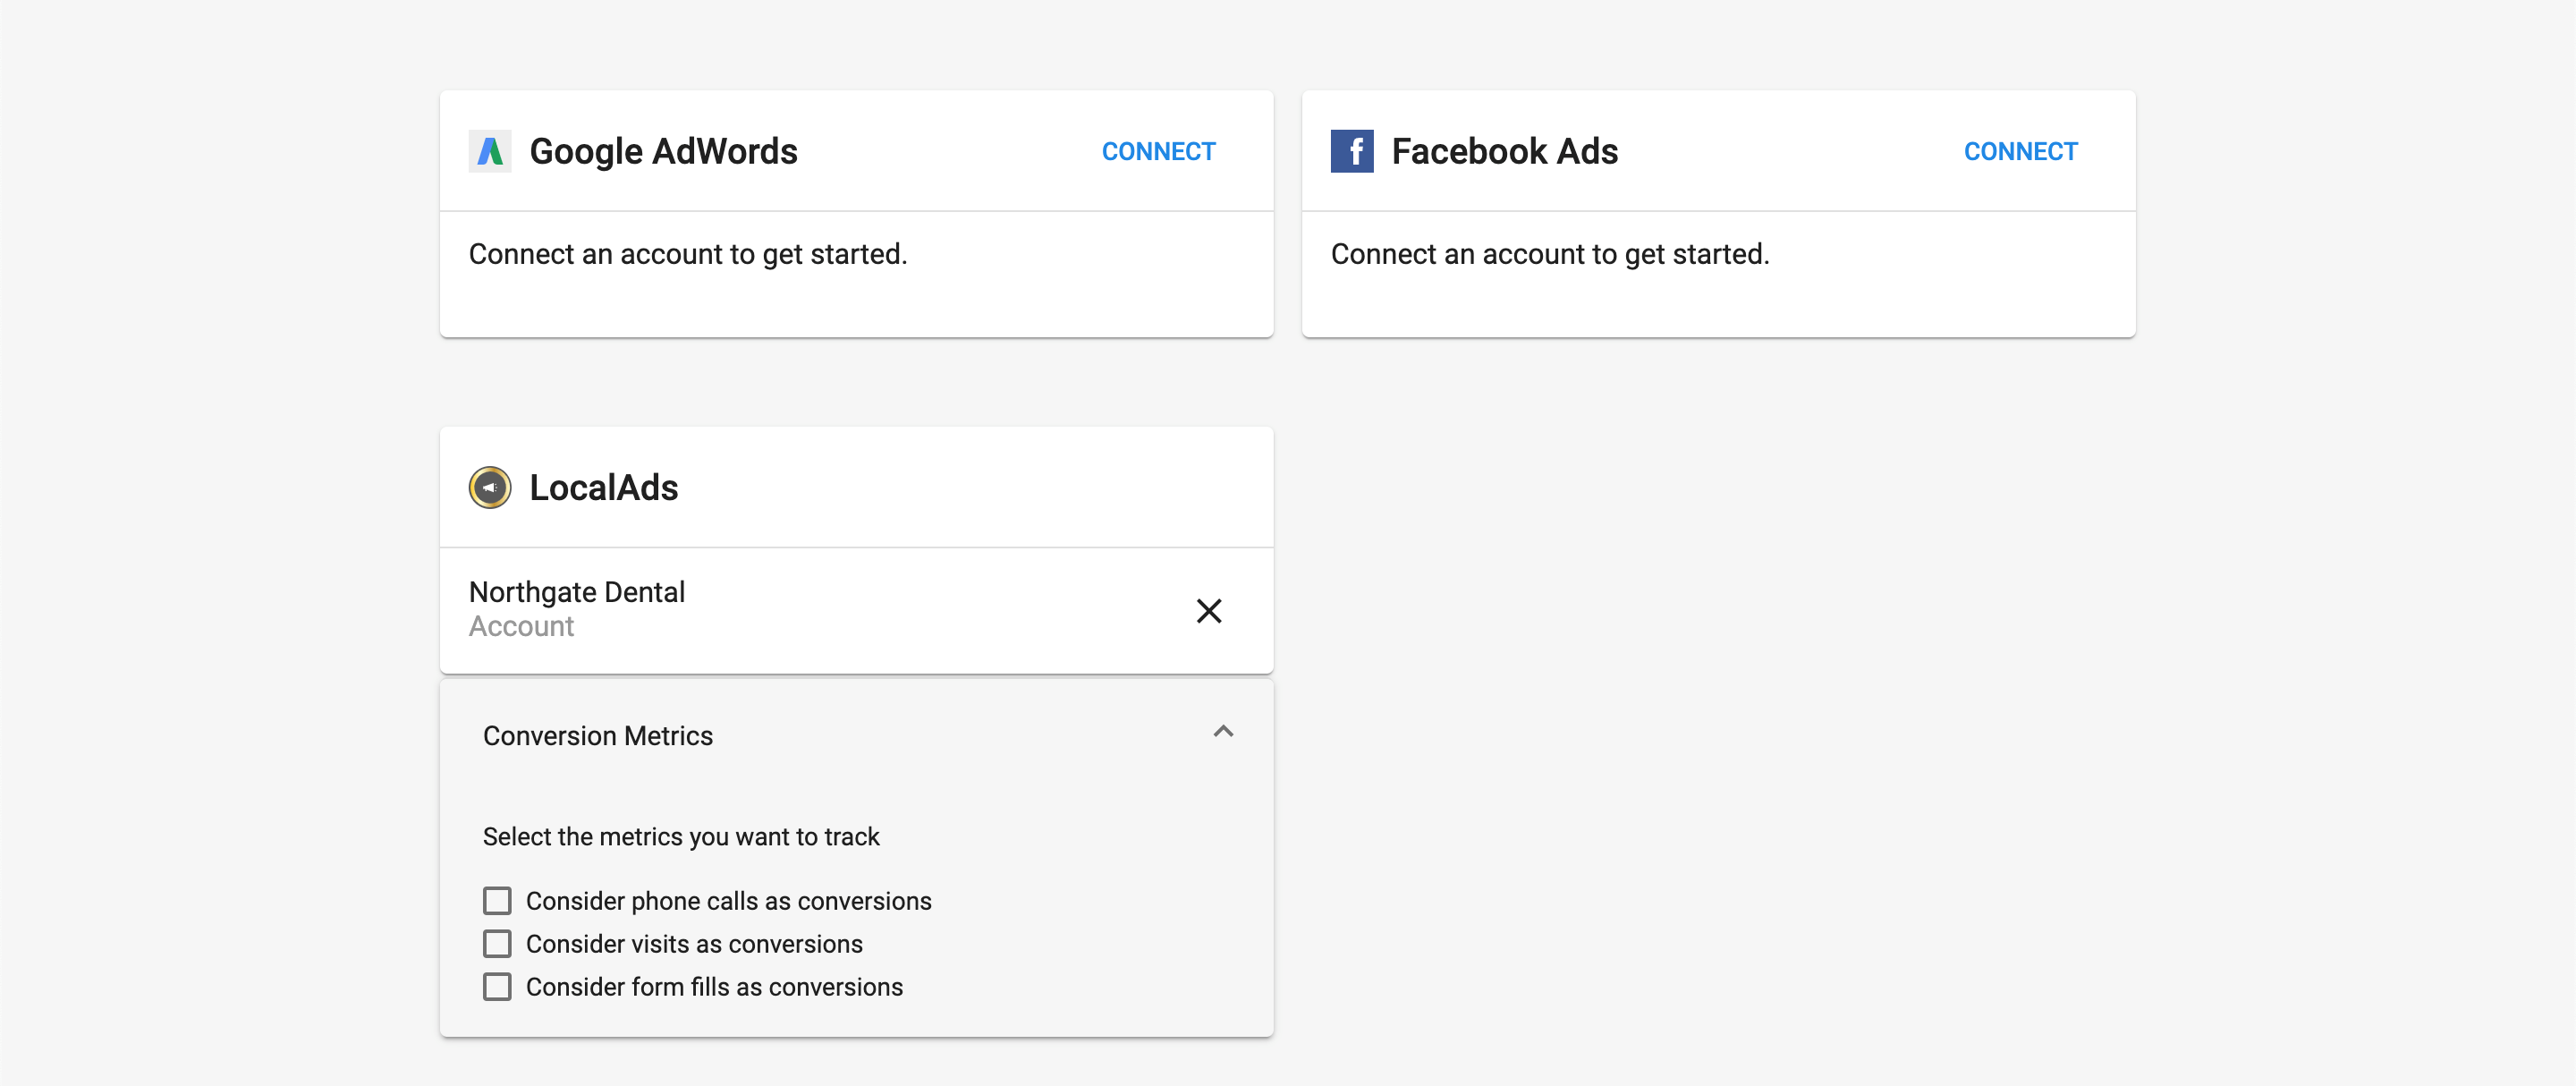 Google AdWords
CONNECT
Connect an account to get started.
Facebook Ads
CONNECT
Connect an account to get started.
LocalAds
Northgate Dental
Account
Conversion Metrics
Select the metrics you want to track
Consider phone calls as conversions
Consider visits as conversions
Consider form fills as conversions